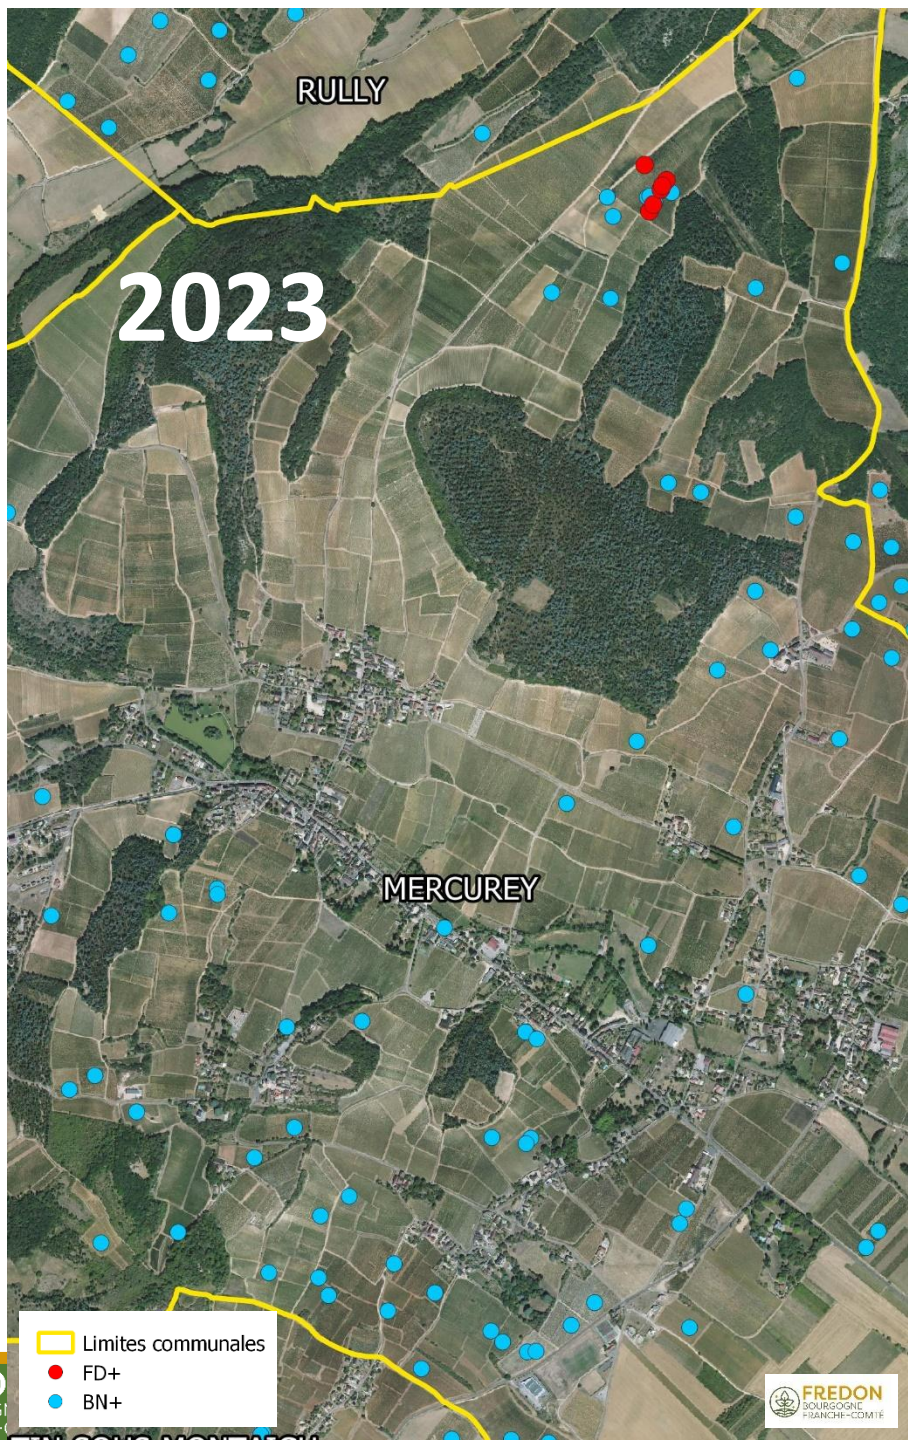 RULLY
2023
MERCUREY
Limites communales
FD+
BN+
FREDON
BOURGOGNE
FRANCHE-COMTÉ